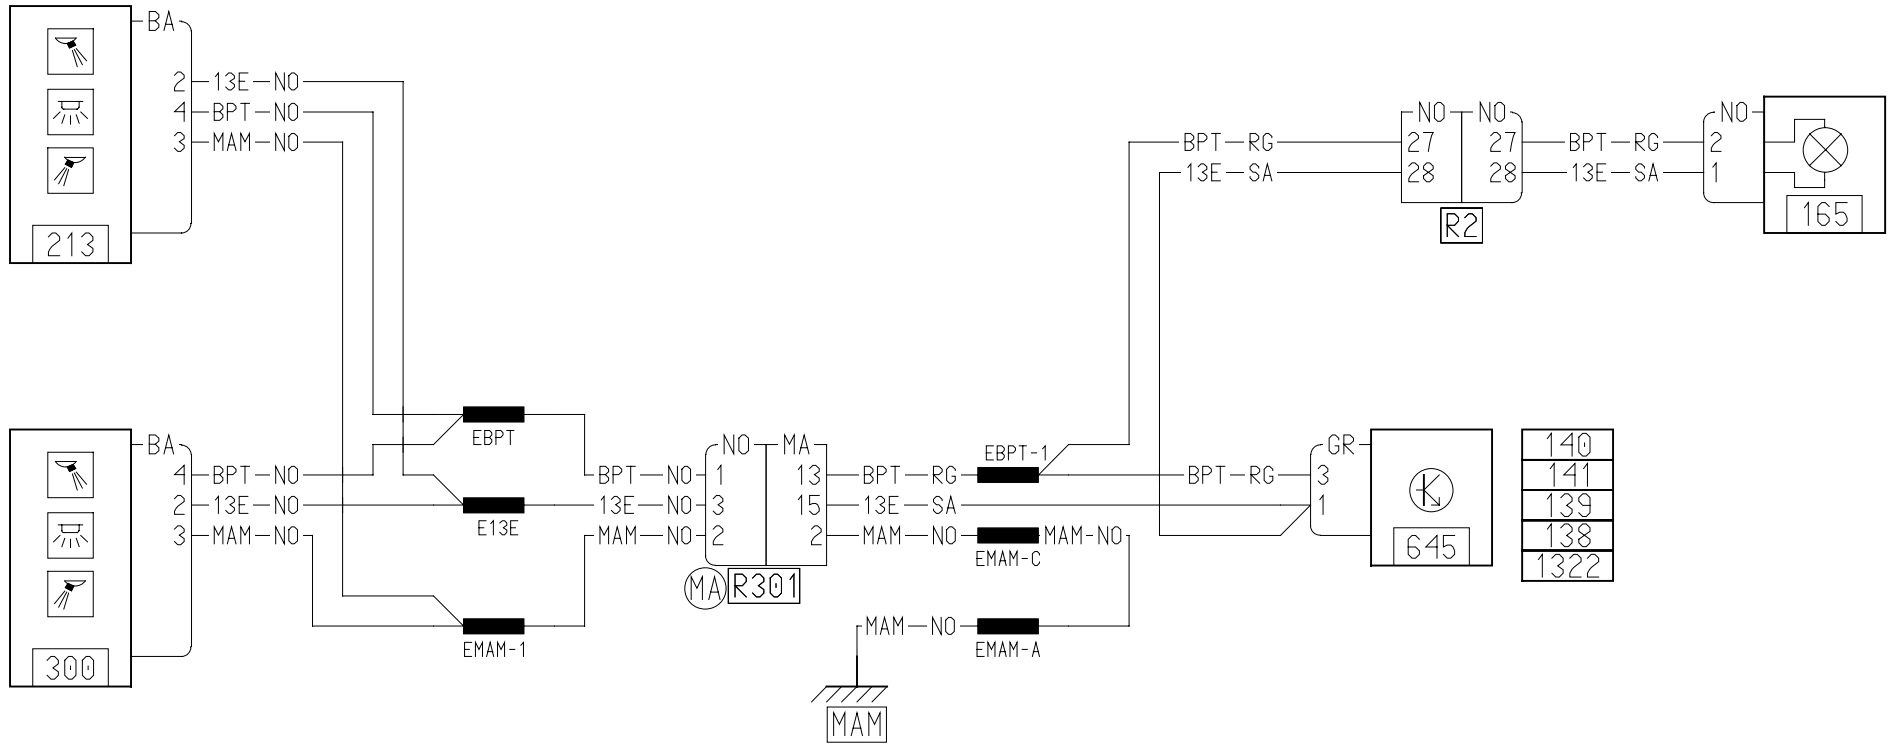 BA
2 13E NO
4 BPT NO
3 MAM NO
213
BPT RG
13E SA
NO NO
27 27
28 28
R2
BPT RG
13E SA
NO
2
1
165
BA
4 BPT NO
2 13E NO
3 MAM NO
300
EBPT
E13E
EMAM-1
BPT NO
13E NO
MAM NO
NO MA
1 13
3 15
2 2
MA R301
BPT RG
13E SA
MAM NO
EBPT-1
EMAM-C
MAM-NO
MAM NO
EMAM-A
MAM
BPT RG
GR
3
1
645
140
141
139
138
1322